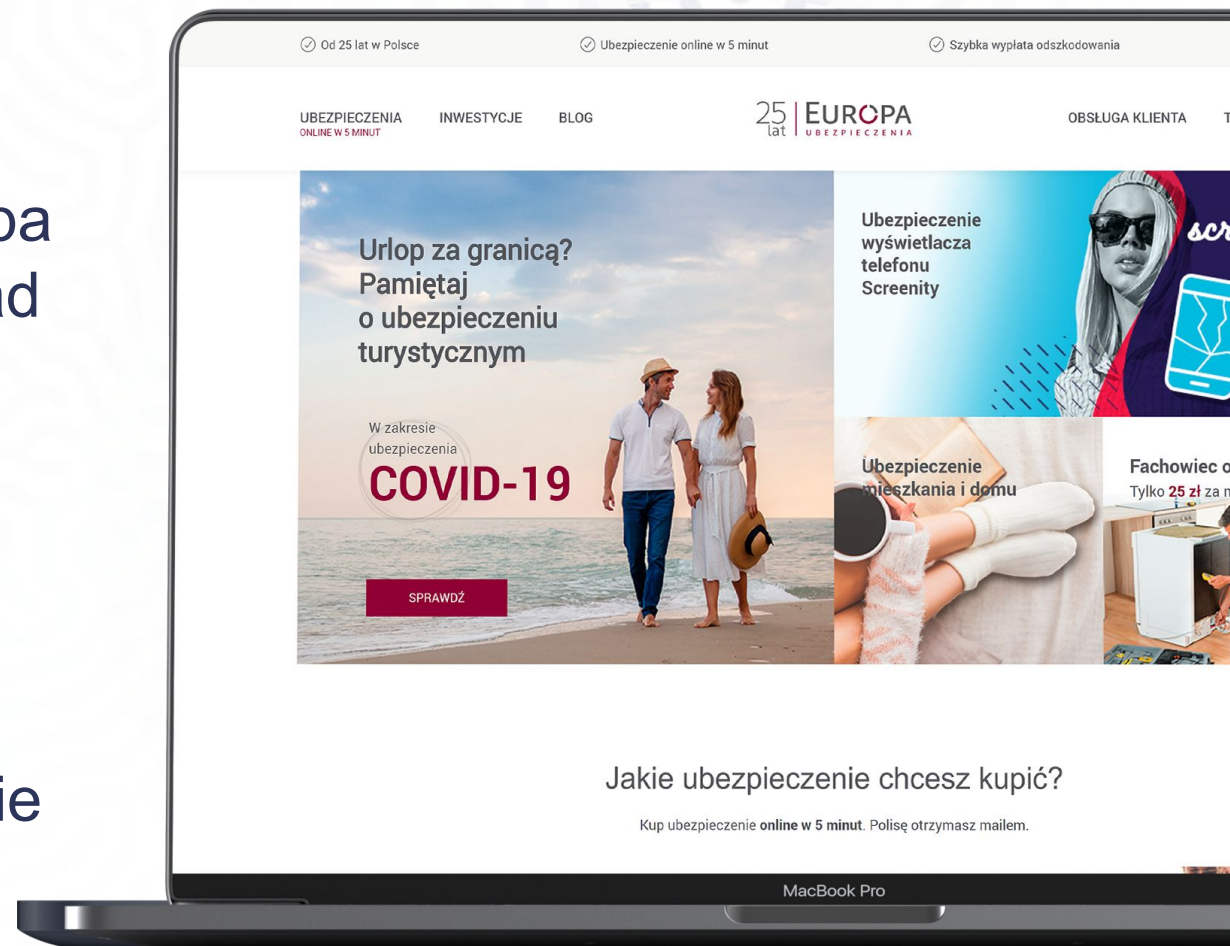 Od 25 lat w Polsce
Ubezpieczenie online w 5 minut
Szybka wypłata odszkodowania
UBEZPIECZENIA
ONLINE W 5 MINUT
INWESTYCJE
BLOG
25 lat
EUROPA
UBEZPIECZENIA
OBSŁUGA KLIENTA
Urlop za granicą?
Pamiętaj
o ubezpieczeniu
turystycznym
W zakresie
ubezpieczenia
COVID-19
SPRAWDŹ
Ubezpieczenie
wyświetlacza
telefonu
Screenity
Ubezpieczenie
mieszkania i domu
Fachowiec
Tylko 25 zł za
Jakie ubezpieczenie chcesz kupić?
Kup ubezpieczenie online w 5 minut. Polisę otrzymasz mailem.
MacBook Pro